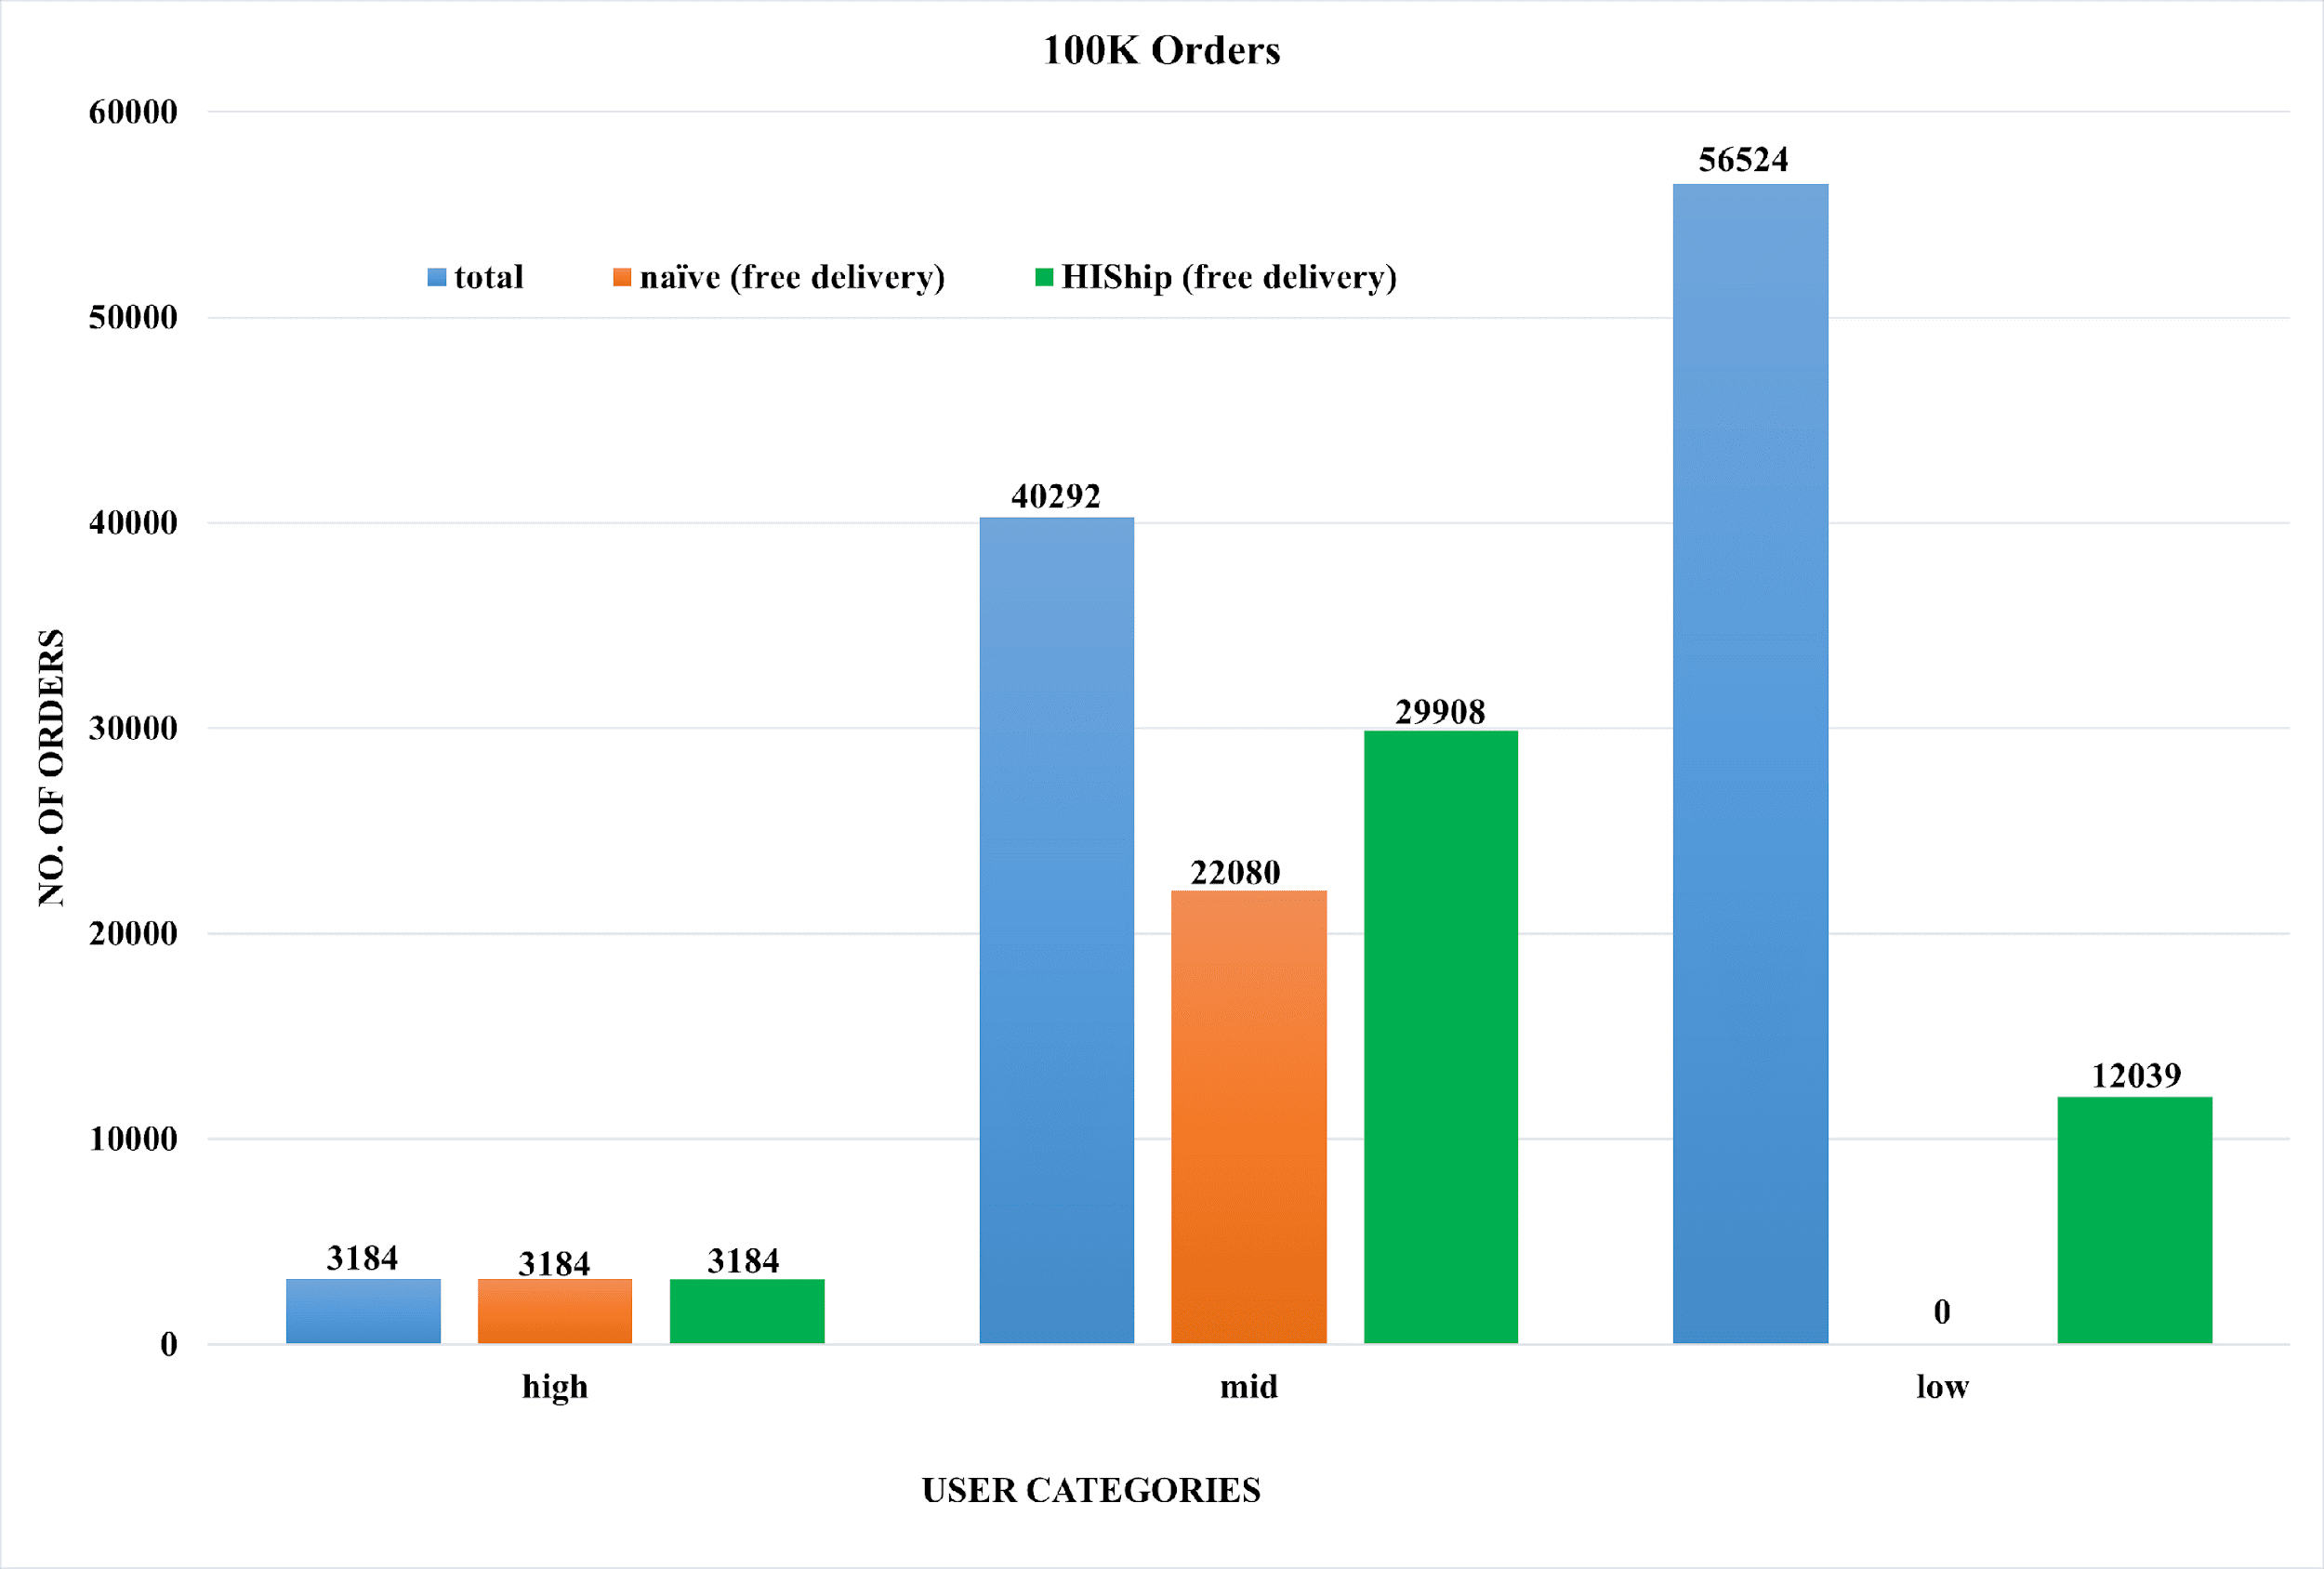 100K Orders
60000
56524
total naïve (free delivery) HIShip (free delivery)
50000
40292
40000
29908
30000
22080
20000
12039
10000
3184 3184 3184
0
0
high mid low
NO. OF ORDERS
USER CATEGORIES